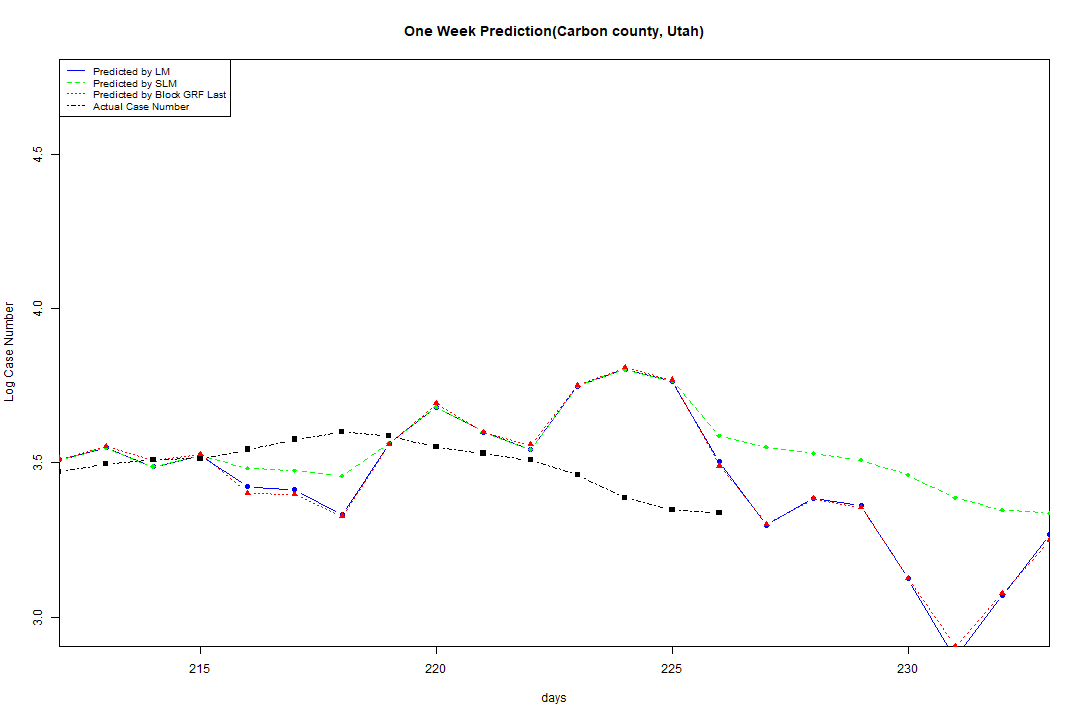 One Week Prediction(Carbon county, Utah)
Predicted by LM
Predicted by SLM
Predicted by Block GRF Last
Actual Case Number
4.5
4.0
3.5
3.0
Log Case Number
215 220 225 230
days